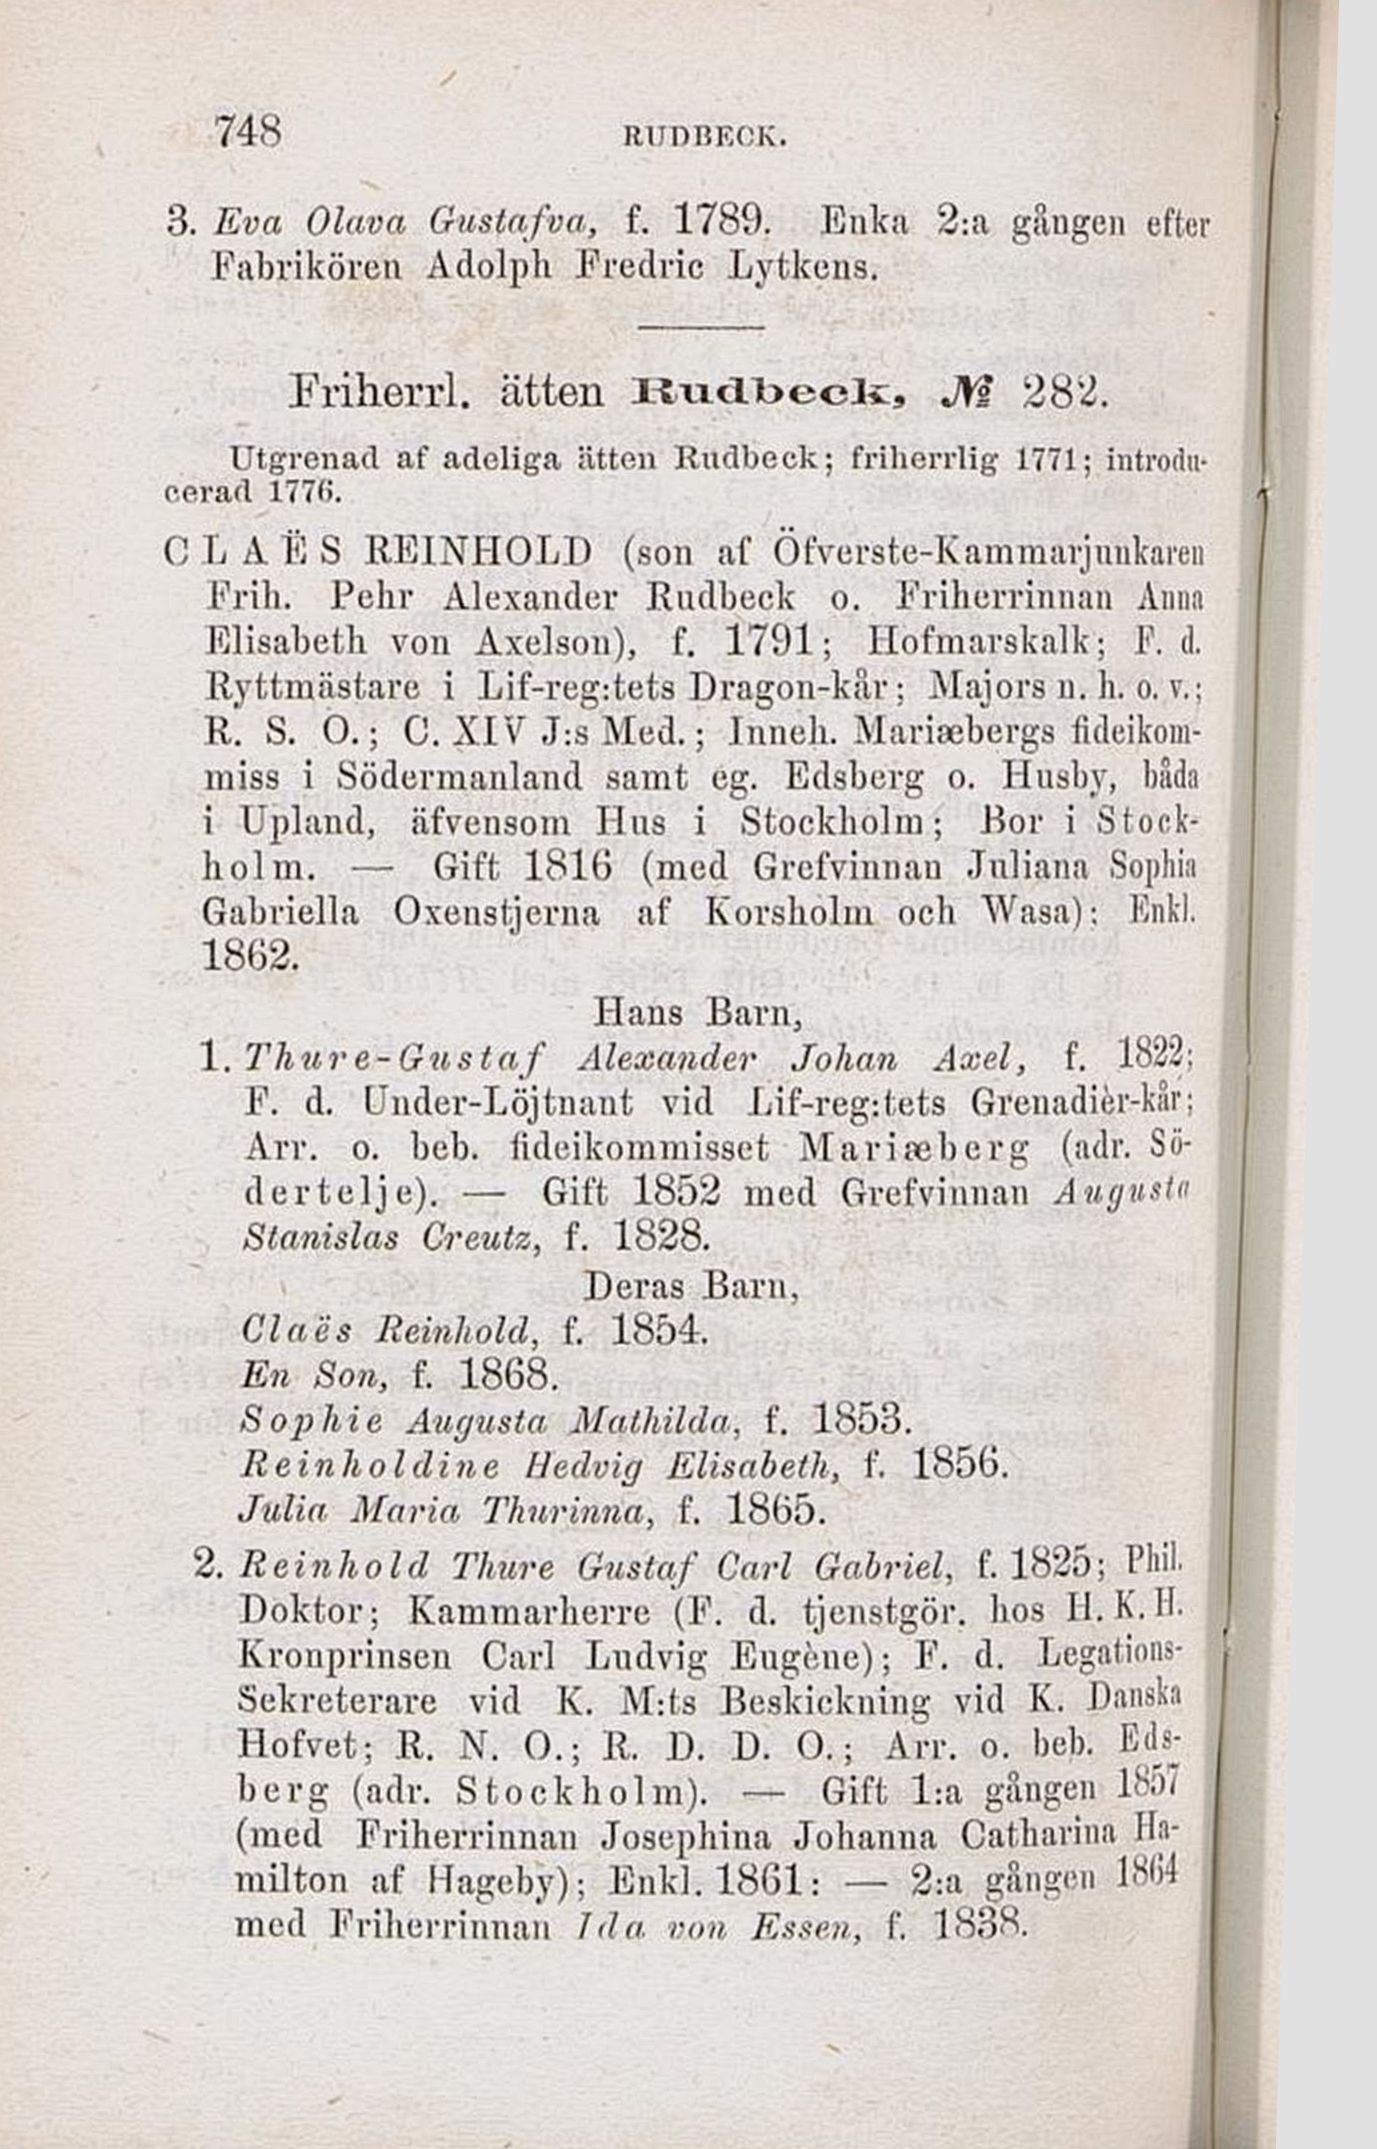 748 RUDBECK.
3. Eva Olava Gustafva, f. 1789. Enka 2:a gången efter
Fabrikören Adolph Fredric Lytkens.
Friherrl. ätten Rudbeck, № 282.
Utgrenad af adeliga ätten Rudbeck; friherrlig 1771; introdu-
cerad 1776.
CLAËS REINHOLD (son af Öfverste-Kammarjunkaren
Frih. Pehr Alexander Rudbeck o. Friherrinnan Anna
Elisabeth von Axelson), f. 1791; Hofmarskalk; F. d.
Ryttmästare i Lif-reg:tets Dragon-kår; Majors n. h. o. v.;
R. S. O.; C. XIV J:s Med.; Inneh. Mariæbergs fideikom-
miss i Södermanland samt eg. Edsberg o. Husby, båda
i Upland, äfvensom Hus i Stockholm; Bor i Stock-
holm. — Gift 1816 (med Grefvinnan Juliana Sophia
Gabriella Oxenstjerna af Korsholm och Wasa): Enkl.
1862.
Hans Barn,
1. Thure-Gustaf Alexander Johan Axel, f. 1822;
F. d. Under-Löjtnant vid Lif-reg:tets Grenadièr-kår;
Arr. o. beb. fideikommisset Mariæberg (adr. Sö-
dertelje). — Gift 1852 med Grefvinnan Augusta
Stanislas Creutz, f. 1828.
Deras Barn,
Claës Reinhold, f. 1854.
En Son, f. 1868.
Sophie Augusta Mathilda, f. 1853.
Reinholdine Hedvig Elisabeth, f. 1856.
Julia Maria Thurinna, f. 1865.
2. Reinhold Thure Gustaf Carl Gabriel, f. 1825; Phil.
Doktor; Kammarherre (F. d. tjenstgör. hos H. K. H.
Kronprinsen Carl Ludvig Eugène); F. d. Legations-
Sekreterare vid K. M:ts Beskickning vid K. Danska
Hofvet; R. N. O.; R. D. D. O.; Arr. o. beb. Eds-
berg (adr. Stockholm). — Gift 1:a gången 1857
(med Friherrinnan Josephina Johanna Catharina Ha-
milton af Hageby); Enkl. 1861: — 2:a gången 1864
med Friherrinnan Ida von Essen, f. 1838.